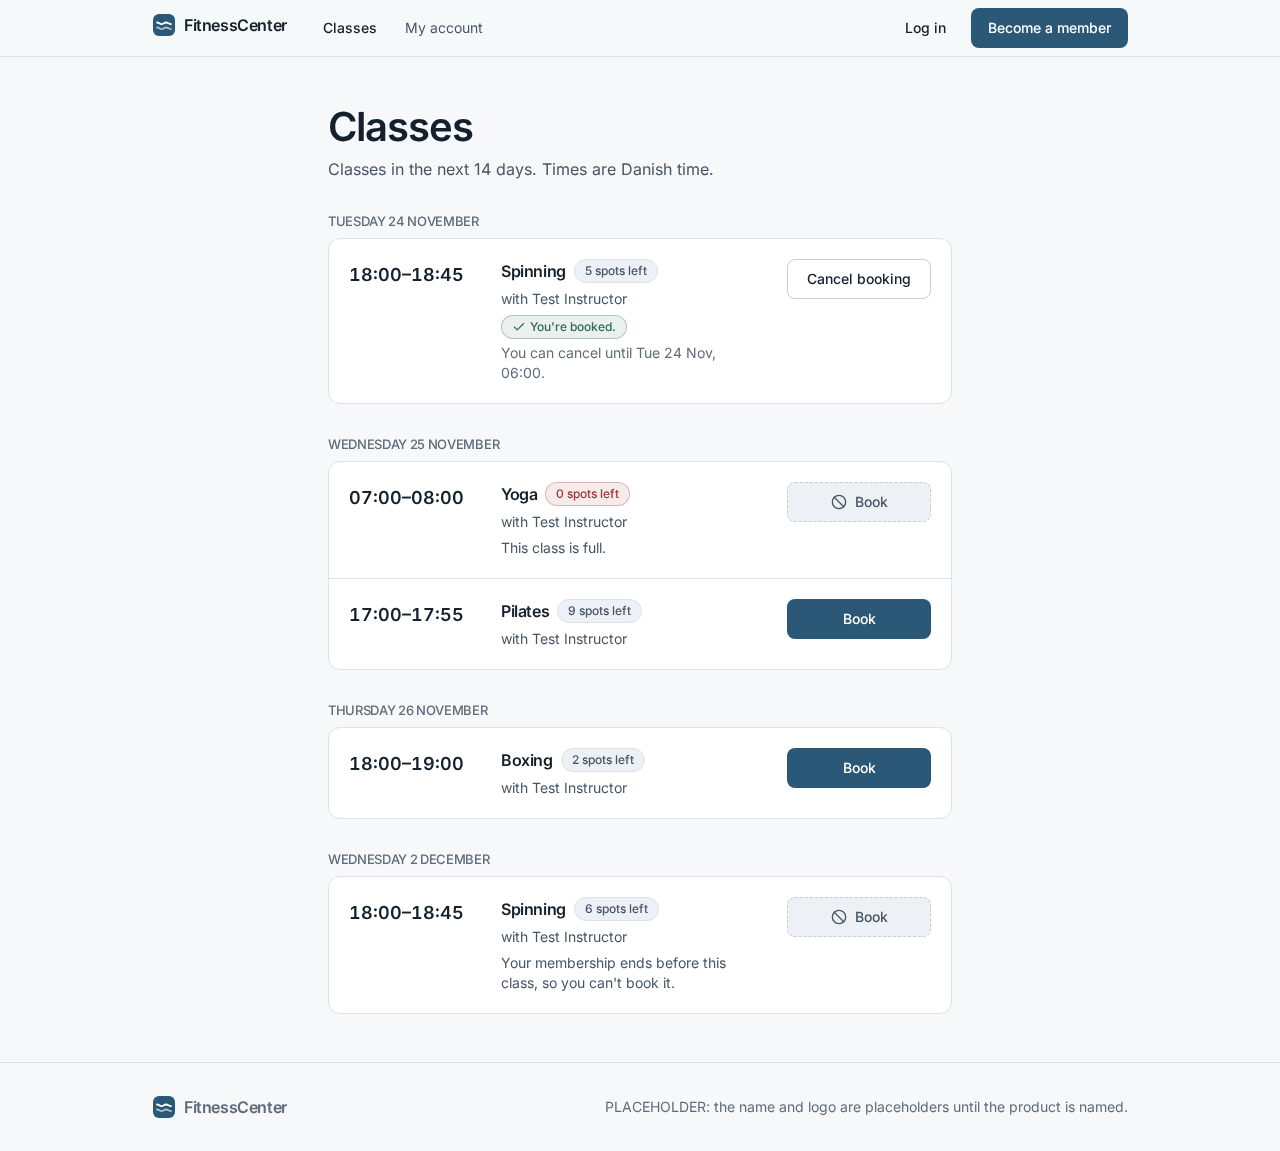 FitnessCenter Classes My account Log in Become a member
Classes
Classes in the next 14 days. Times are Danish time.
TUESDAY 24 NOVEMBER
18:00–18:45 Spinning 5 spots left Cancel booking
with Test Instructor
You're booked.
You can cancel until Tue 24 Nov,
06:00.
WEDNESDAY 25 NOVEMBER
07:00–08:00 Yoga 0 spots left Book
with Test Instructor
This class is full.
17:00–17:55 Pilates 9 spots left Book
with Test Instructor
THURSDAY 26 NOVEMBER
18:00–19:00 Boxing 2 spots left Book
with Test Instructor
WEDNESDAY 2 DECEMBER
18:00–18:45 Spinning 6 spots left Book
with Test Instructor
Your membership ends before this
class, so you can't book it.
FitnessCenter PLACEHOLDER: the name and logo are placeholders until the product is named.